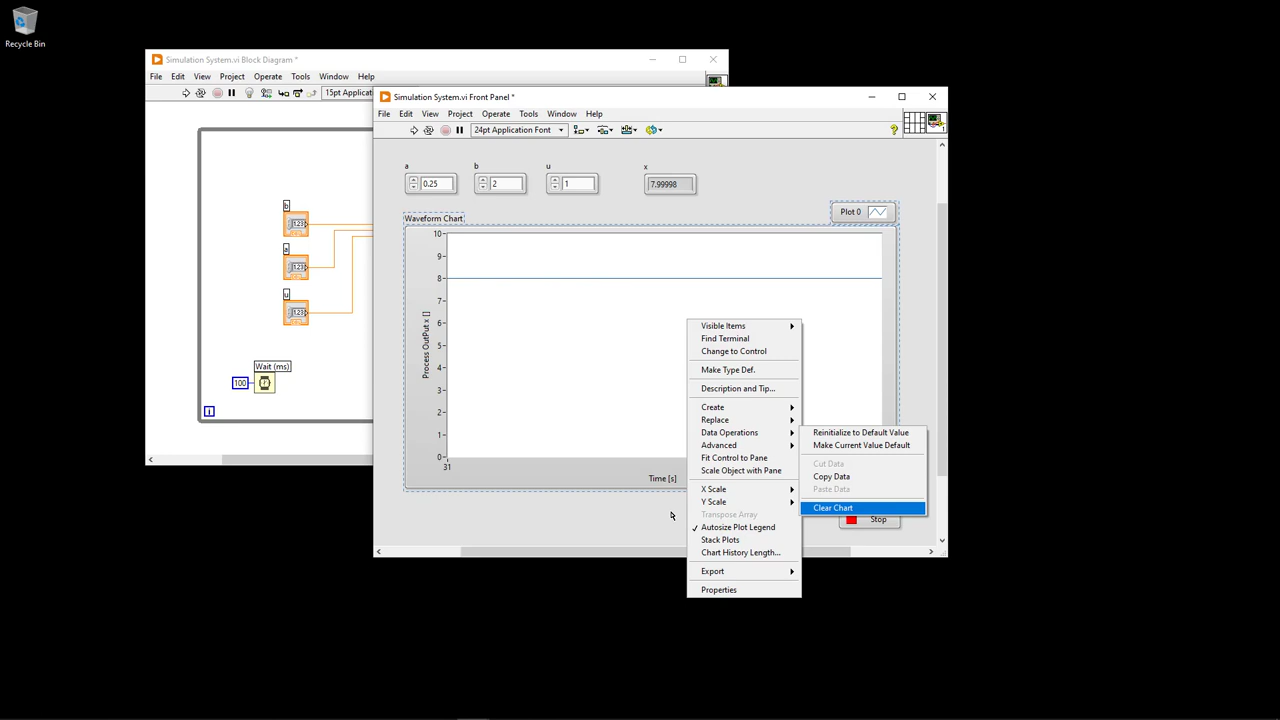 Recycle Bin
Simulation System.vi Block Diagram *
File Edit View Project Operate Tools Window Help
15pt Applicat
b
123
a
123
u
123
Wait (ms)
100
i
Simulation System.vi Front Panel *
File Edit View Project Operate Tools Window Help
24pt Application Font
?
1
a b u x
0.25 2 1 7.99998
Waveform Chart
Plot 0
Process OutPut x []
10
9
8
7
6
5
4
3
2
1
0
31
Time [s]
Stop
Visible Items
Find Terminal
Change to Control
Make Type Def.
Description and Tip...
Create
Replace
Data Operations
Advanced
Fit Control to Pane
Scale Object with Pane
X Scale
Y Scale
Transpose Array
Autosize Plot Legend
Stack Plots
Chart History Length...
Export
Properties
Reinitialize to Default Value
Make Current Value Default
Cut Data
Copy Data
Paste Data
Clear Chart